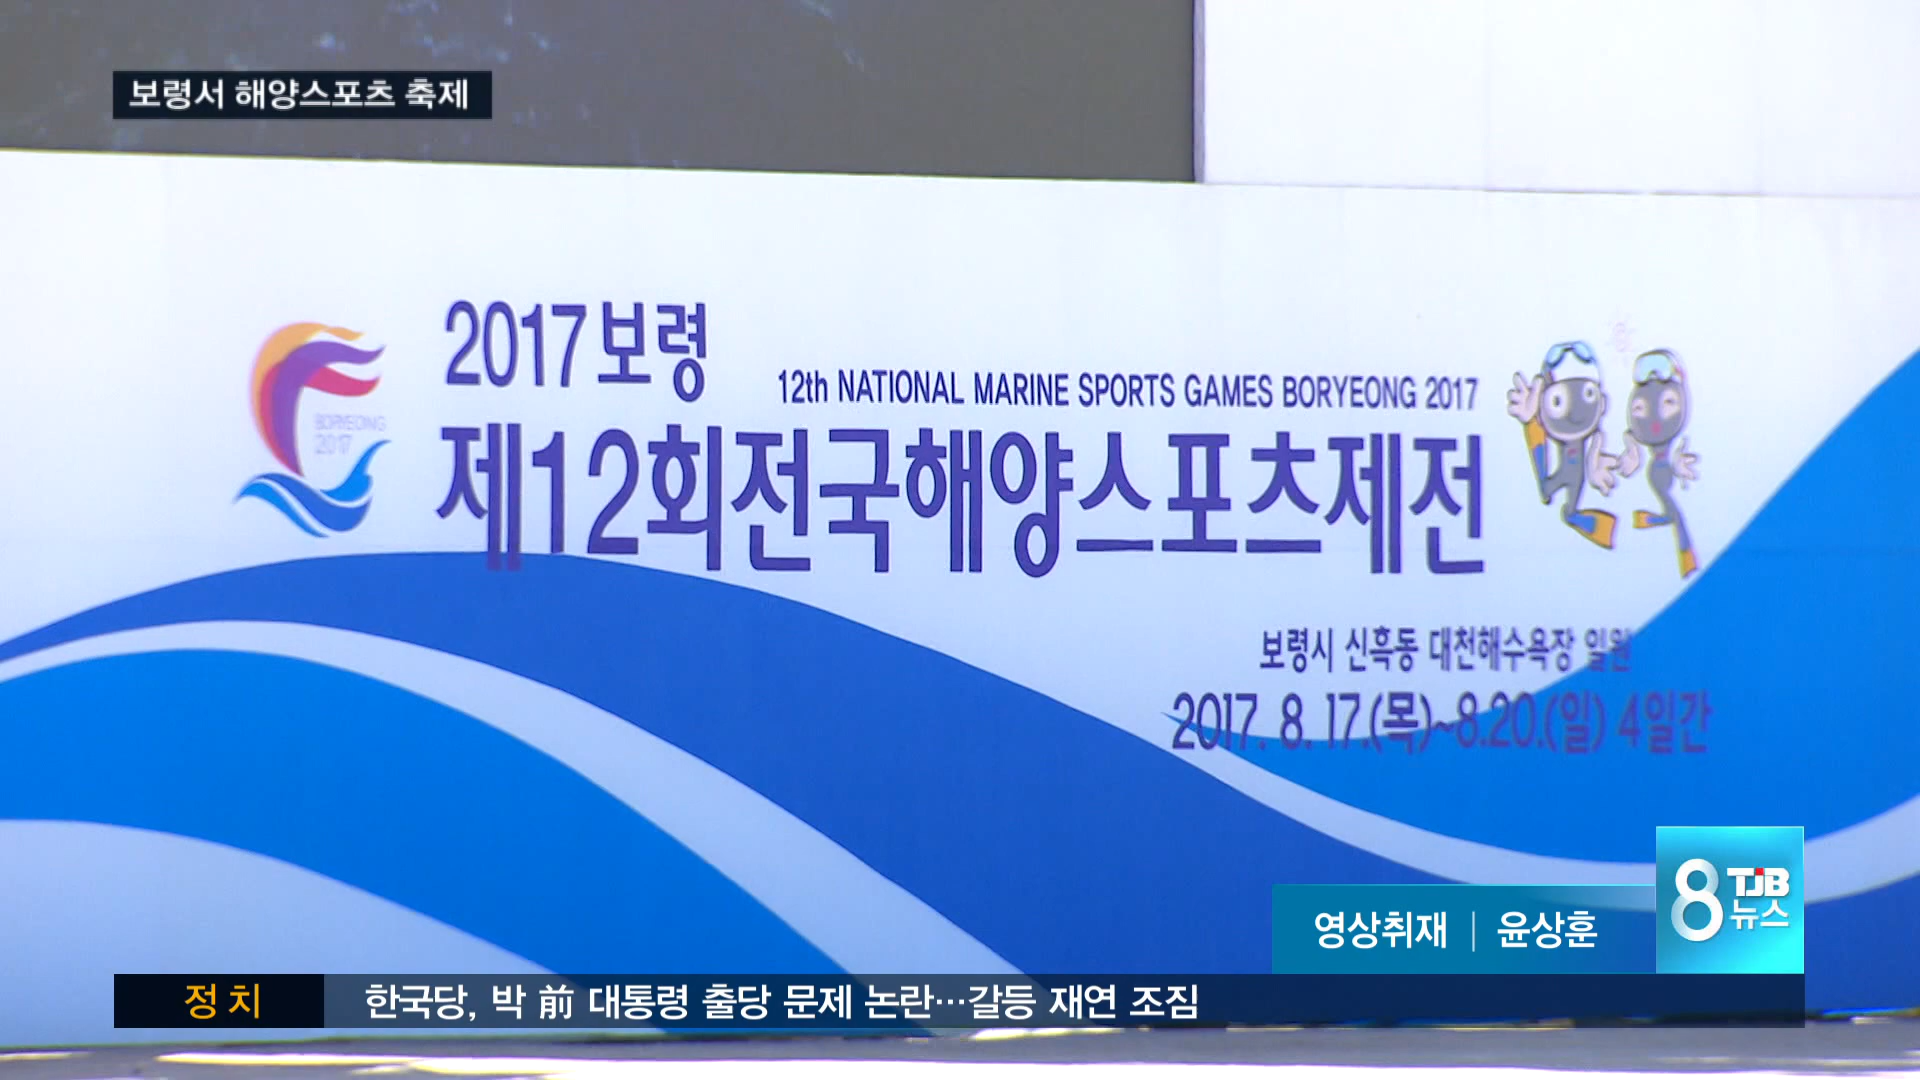 보령서 해양스포츠 축제
2017 보령
12th NATIONAL MARINE SPORTS GAMES BORYEONG 2017
제12회전국해양스포츠제전
BORYEONG
2017
보령시 신흑동 대천해수욕장 일원
2017. 8. 17.(목)~8.20.(일) 4일간
영상취재 | 윤상훈
8 TJB 뉴스
정치 한국당, 박 前 대통령 출당 문제 논란…갈등 재연 조짐